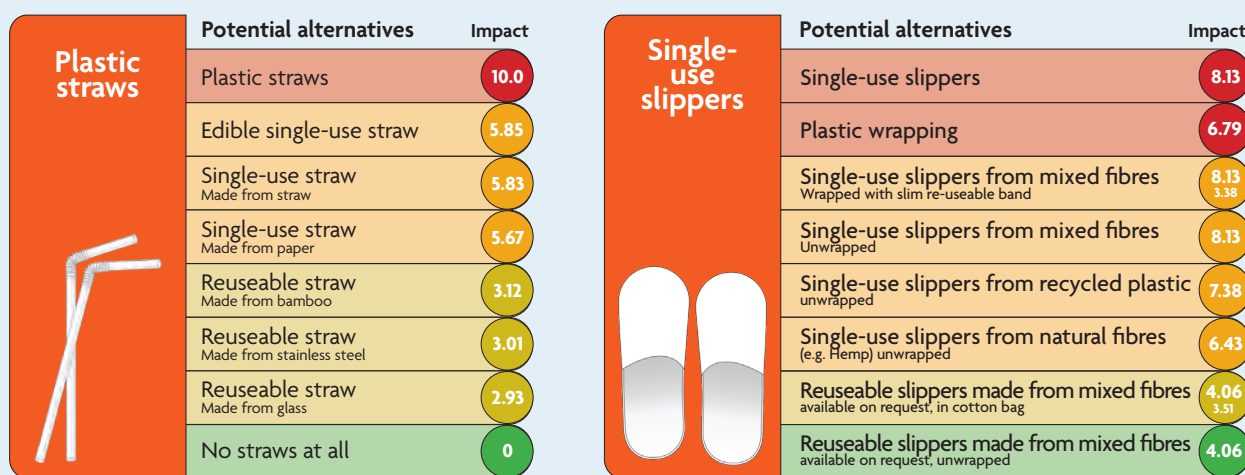 Plastic
straws
Potential alternatives Impact
Plastic straws 10.0
Edible single-use straw 5.85
Single-use straw
Made from straw
5.83
Single-use straw
Made from paper
5.67
Reuseable straw
Made from bamboo
3.12
Reuseable straw
Made from stainless steel
3.01
Reuseable straw
Made from glass
2.93
No straws at all 0
Single-
use
slippers
Potential alternatives Impact
Single-use slippers 8.13
Plastic wrapping 6.79
Single-use slippers from mixed fibres
Wrapped with slim re-useable band
8.13
3.38
Single-use slippers from mixed fibres
Unwrapped
8.13
Single-use slippers from recycled plastic
unwrapped
7.38
Single-use slippers from natural fibres
(e.g. Hemp) unwrapped
6.43
Reuseable slippers made from mixed fibres
available on request, in cotton bag
4.06
3.51
Reuseable slippers made from mixed fibres
available on request, unwrapped
4.06